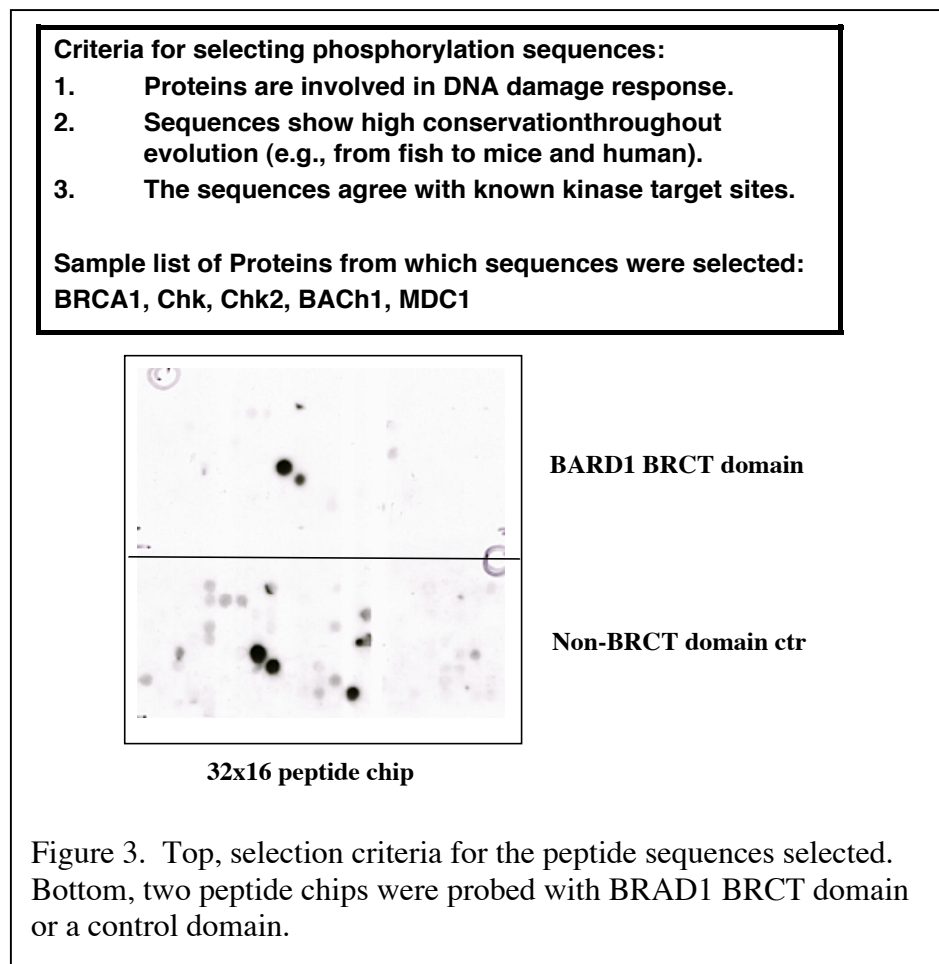 Criteria for selecting phosphorylation sequences:
1. Proteins are involved in DNA damage response.
2. Sequences show high conservationthroughout
evolution (e.g., from fish to mice and human).
3. The sequences agree with known kinase target sites.
Sample list of Proteins from which sequences were selected:
BRCA1, Chk, Chk2, BACh1, MDC1
BARD1 BRCT domain
Non-BRCT domain ctr
32x16 peptide chip
Figure 3.  Top, selection criteria for the peptide sequences selected.
Bottom, two peptide chips were probed with BRAD1 BRCT domain
or a control domain.